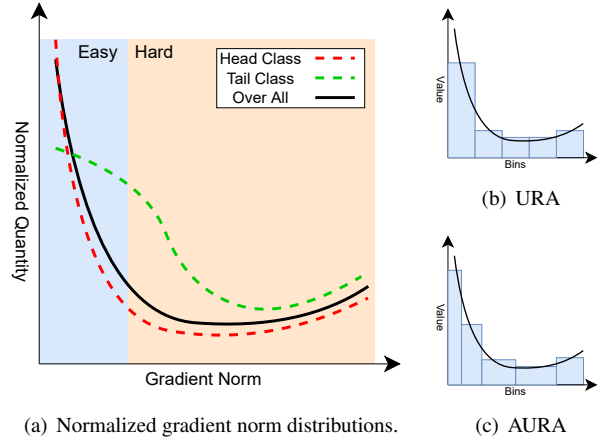 Easy Hard
Head Class
Tail Class
Over All
Normalized Quantity
Gradient Norm
(a) Normalized gradient norm distributions.
Value
Bins
(b) URA
Value
Bins
(c) AURA